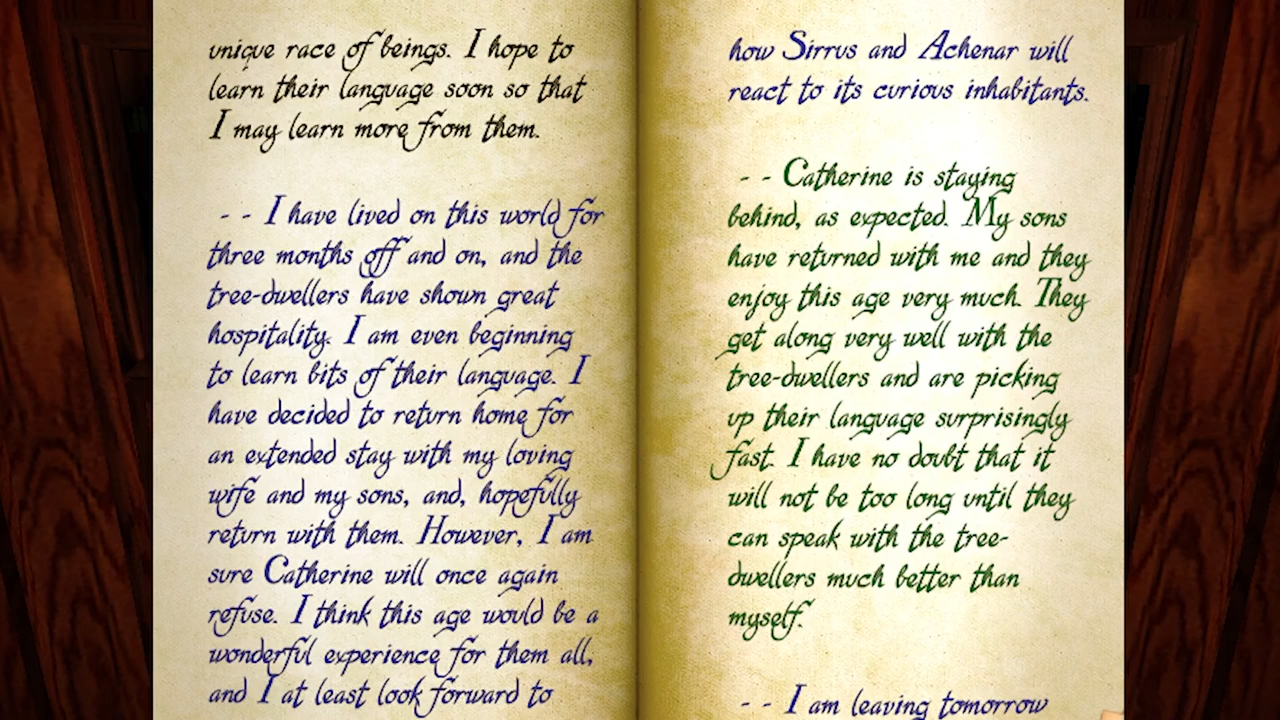 unique race of beings. I hope to
learn their language soon so that
I may learn more from them.
- - I have lived on this world for
three months off and on, and the
tree-dwellers have shown great
hospitality. I am even beginning
to learn bits of their language. I
have decided to return home for
an extended stay with my loving
wife and my sons, and, hopefully
return with them. However, I am
sure Catherine will once again
refuse. I think this age would be a
wonderful experience for them all,
and I at least look forward to
how Sirrus and Achenar will
react to its curious inhabitants.
- - Catherine is staying
behind, as expected. My sons
have returned with me and they
enjoy this age very much. They
get along very well with the
tree-dwellers and are picking
up their language surprisingly
fast. I have no doubt that it
will not be too long until they
can speak with the tree-
dwellers much better than
myself.
- - I am leaving tomorrow